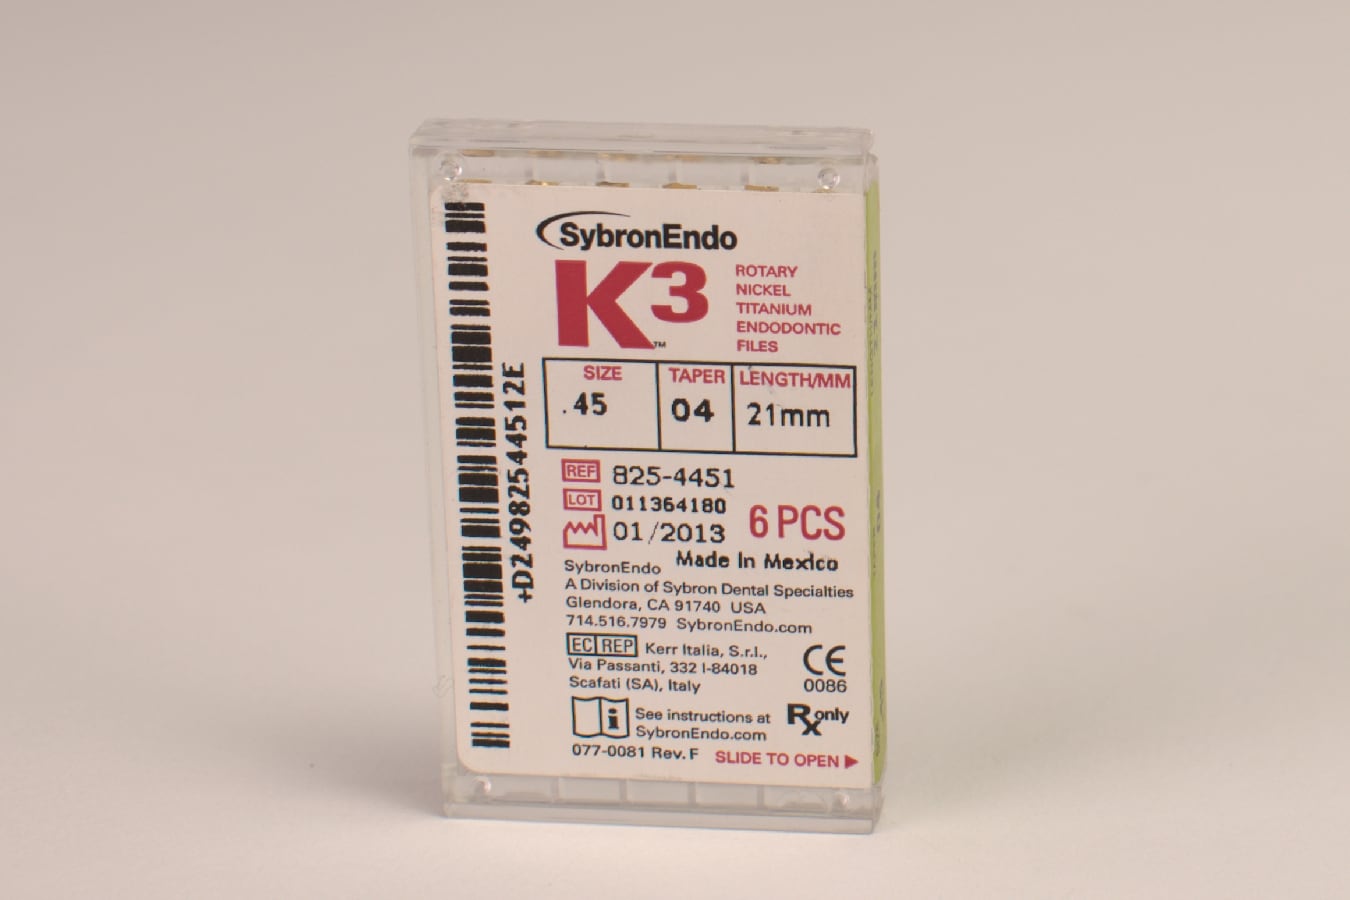 SybronEndo
K3™
ROTARY
NICKEL
TITANIUM
ENDODONTIC
FILES
SIZE TAPER LENGTH/MM
.45 04 21mm
REF 825-4451
LOT 011364180
01/2013
6 PCS
Made In Mexico
SybronEndo
A Division of Sybron Dental Specialties
Glendora, CA 91740 USA
714.516.7979 SybronEndo.com
EC REP Kerr Italia, S.r.l.,
Via Passanti, 332 I-84018
Scafati (SA), Italy
CE
0086
See instructions at
SybronEndo.com
Rx only
077-0081 Rev. F SLIDE TO OPEN ▶
+D24982544512E